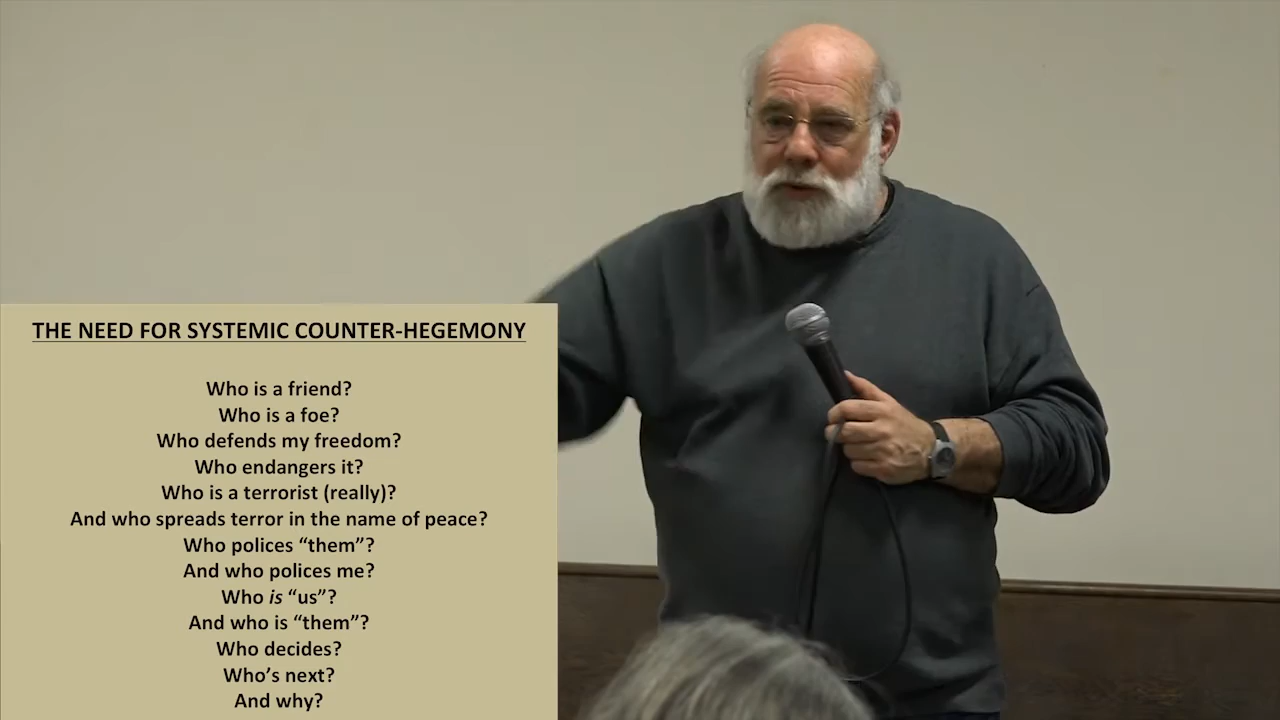 THE NEED FOR SYSTEMIC COUNTER-HEGEMONY
Who is a friend?
Who is a foe?
Who defends my freedom?
Who endangers it?
Who is a terrorist (really)?
And who spreads terror in the name of peace?
Who polices “them”?
And who polices me?
Who is “us”?
And who is “them”?
Who decides?
Who’s next?
And why?